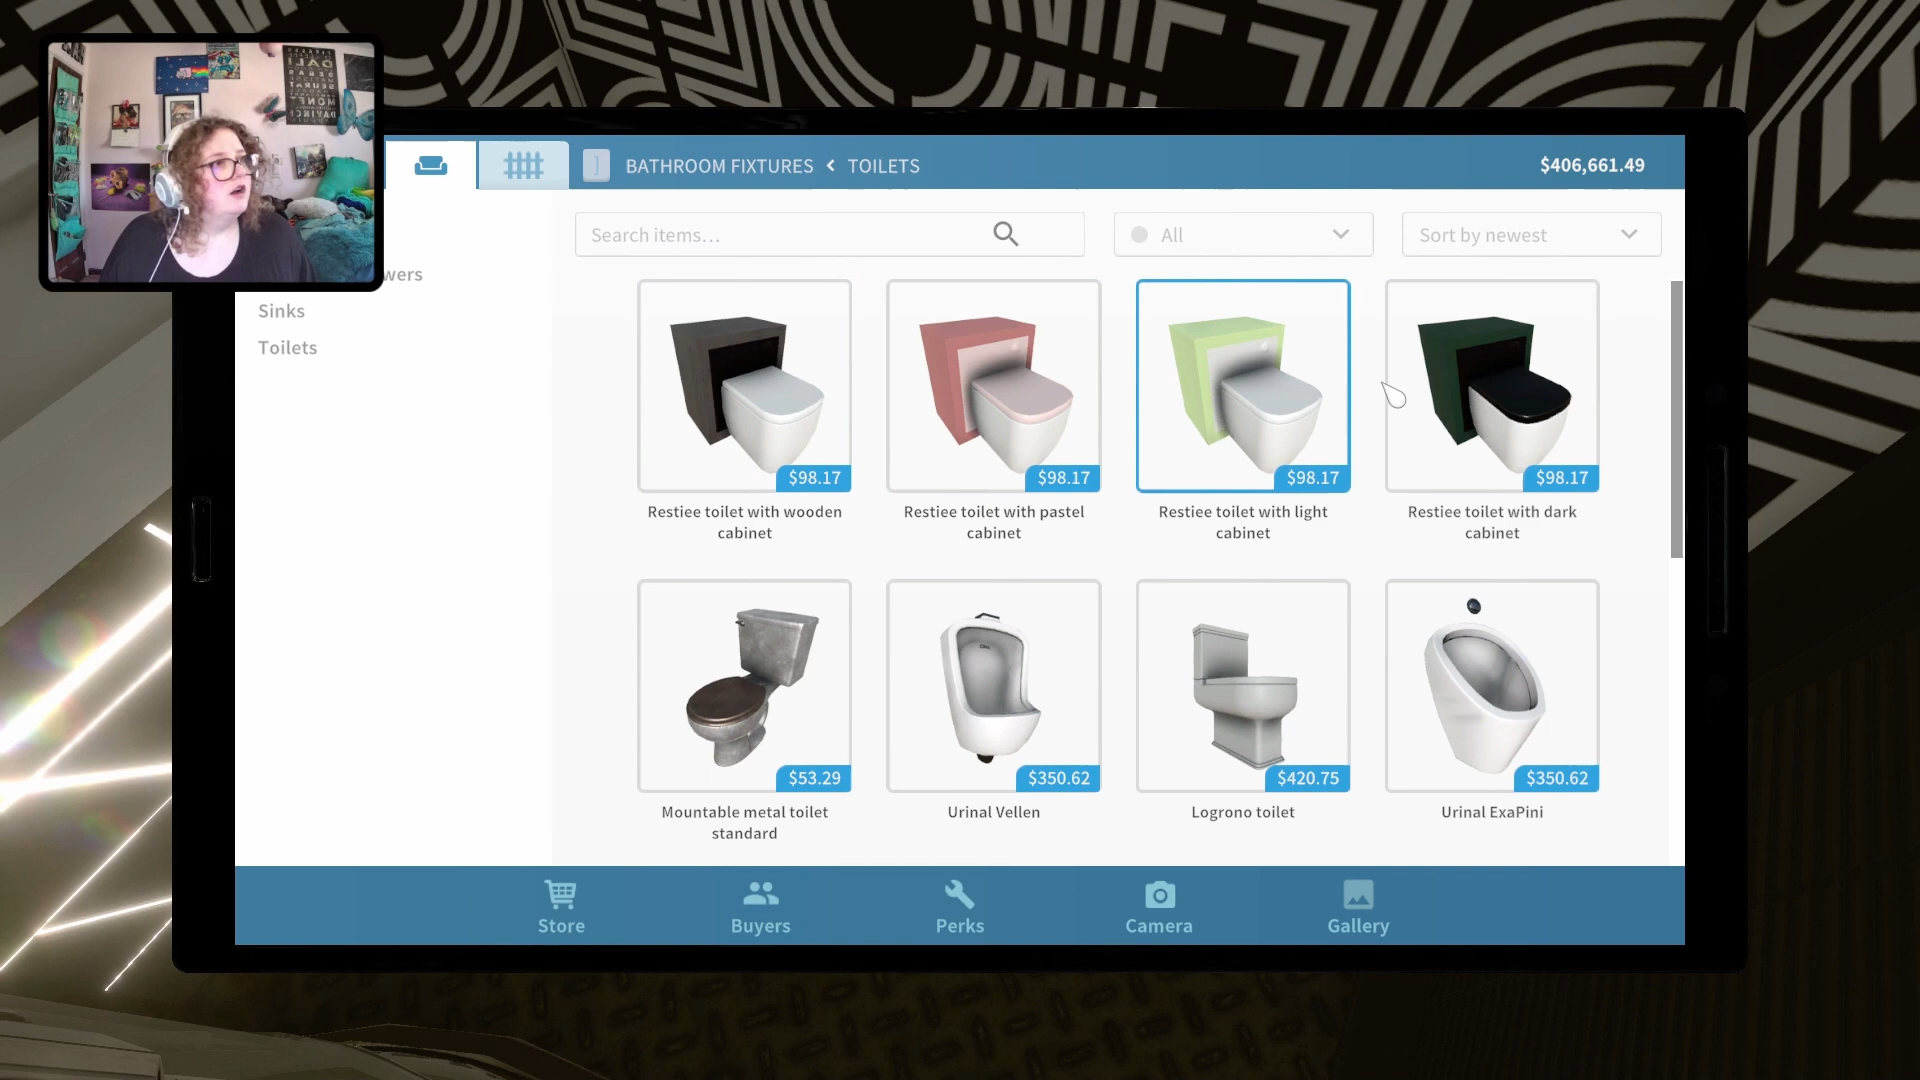 BATHROOM FIXTURES < TOILETS
$406,661.49
Search items...
All
Sort by newest
wers
Sinks
Toilets
$98.17
$98.17
$98.17
$98.17
Restiee toilet with wooden
cabinet
Restiee toilet with pastel
cabinet
Restiee toilet with light
cabinet
Restiee toilet with dark
cabinet
$53.29
$350.62
$420.75
$350.62
Mountable metal toilet
standard
Urinal Vellen
Logrono toilet
Urinal ExaPini
Store
Buyers
Perks
Camera
Gallery